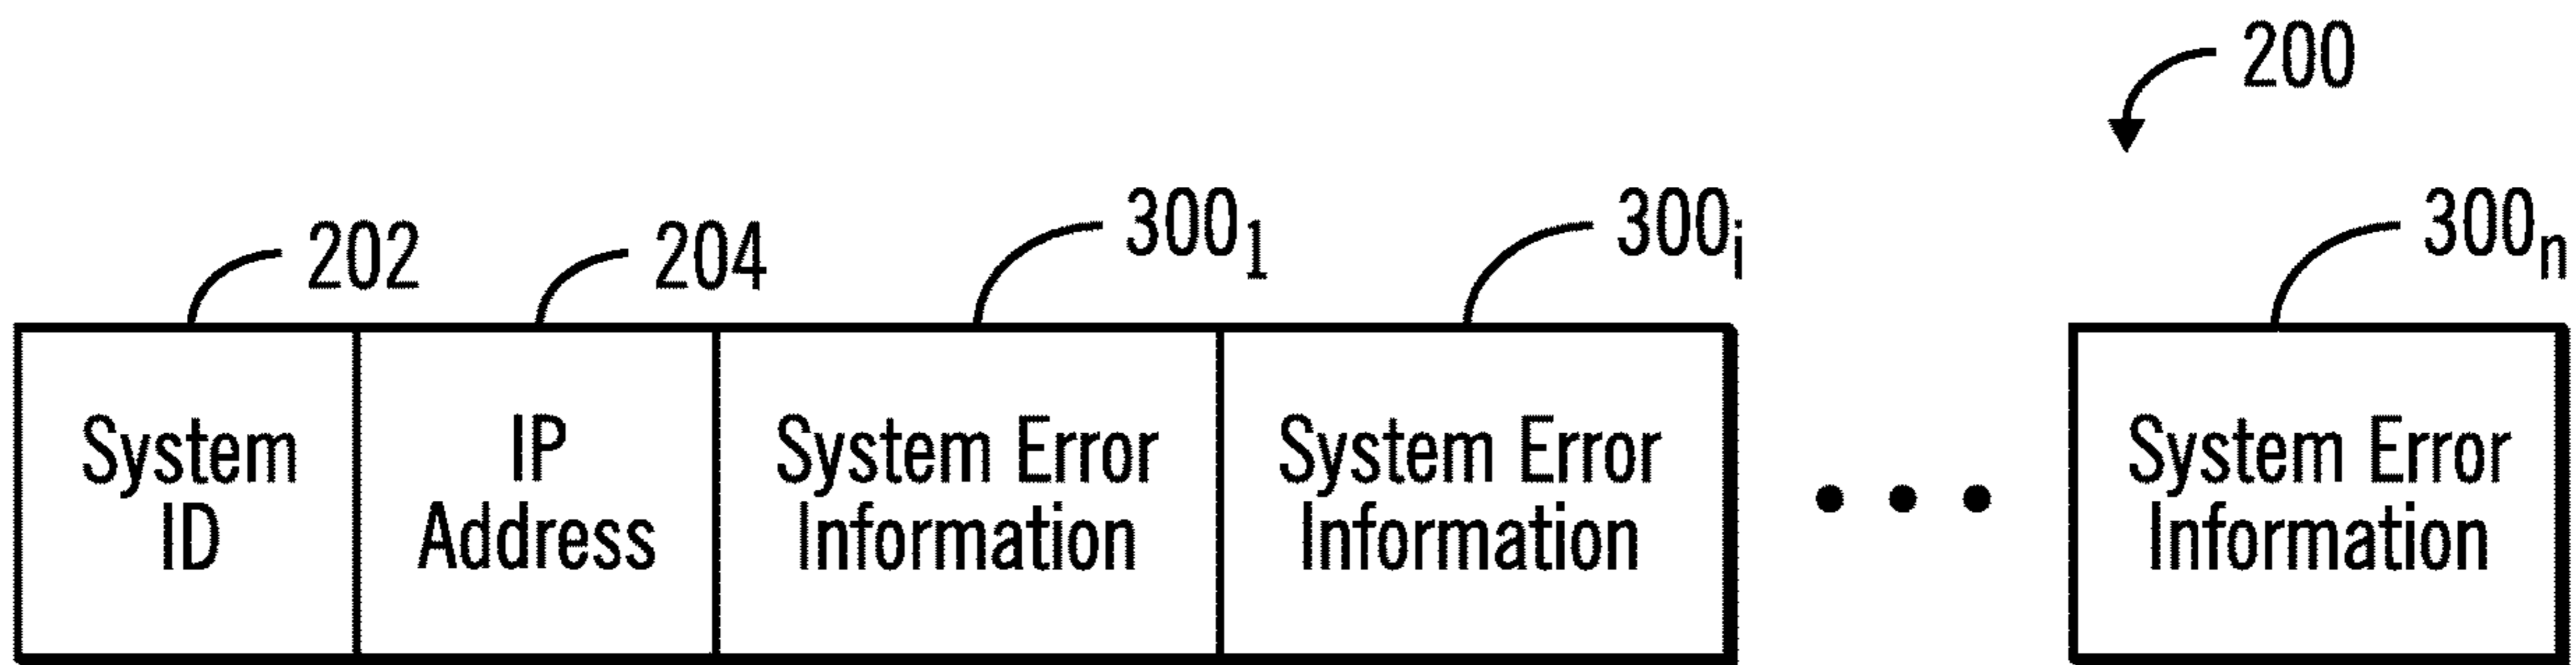 200
202 204 300₁ 300ᵢ 300ₙ
System IP System Error System Error System Error
ID Address Information Information Information